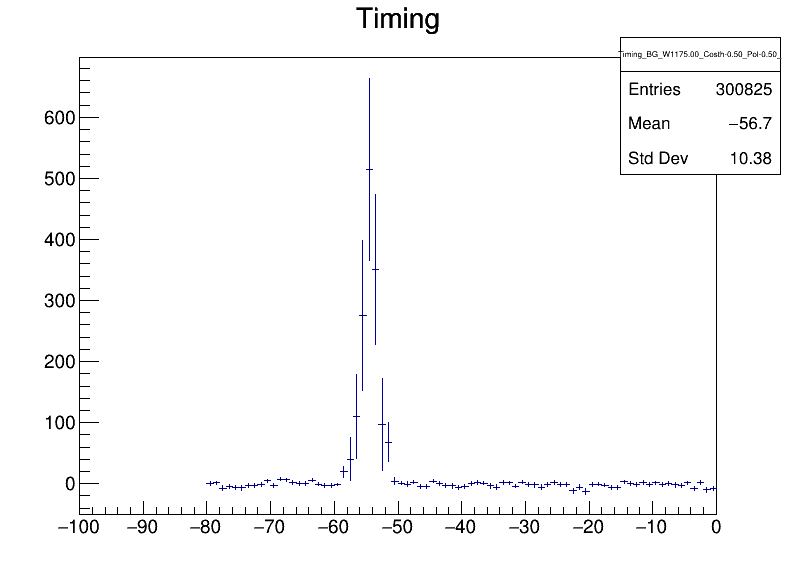 Timing
Timing_BG_W1175.00_Costh-0.50_Pol-0.50_
Entries 300825
Mean −56.7
Std Dev 10.38
600
500
400
300
200
100
0
−100 −90 −80 −70 −60 −50 −40 −30 −20 −10 0